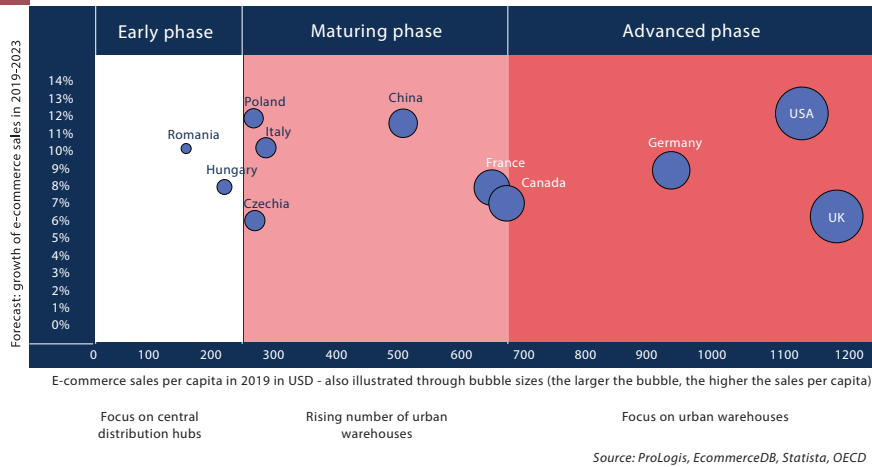 Early phase
Maturing phase
Advanced phase
Forecast: growth of e-commerce sales in 2019-2023
14%
13%
12%
11%
10%
9%
8%
7%
6%
5%
4%
3%
2%
1%
0%
Romania
Hungary
Poland
Italy
Czechia
China
France
Canada
Germany
USA
UK
0 100 200 300 400 500 600 700 800 900 1000 1100 1200
E-commerce sales per capita in 2019 in USD - also illustrated through bubble sizes (the larger the bubble, the higher the sales per capita)
Focus on central
distribution hubs
Rising number of urban
warehouses
Focus on urban warehouses
Source: ProLogis, EcommerceDB, Statista, OECD